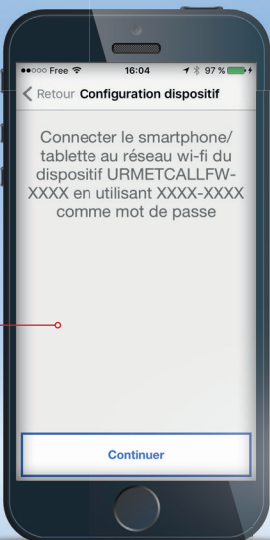 Free 16:04 97 %
Retour Configuration dispositif
Connecter le smartphone/
tablette au réseau wi-fi du
dispositif URMETCALLFW-
XXXX en utilisant XXXX-XXXX
comme mot de passe
Continuer